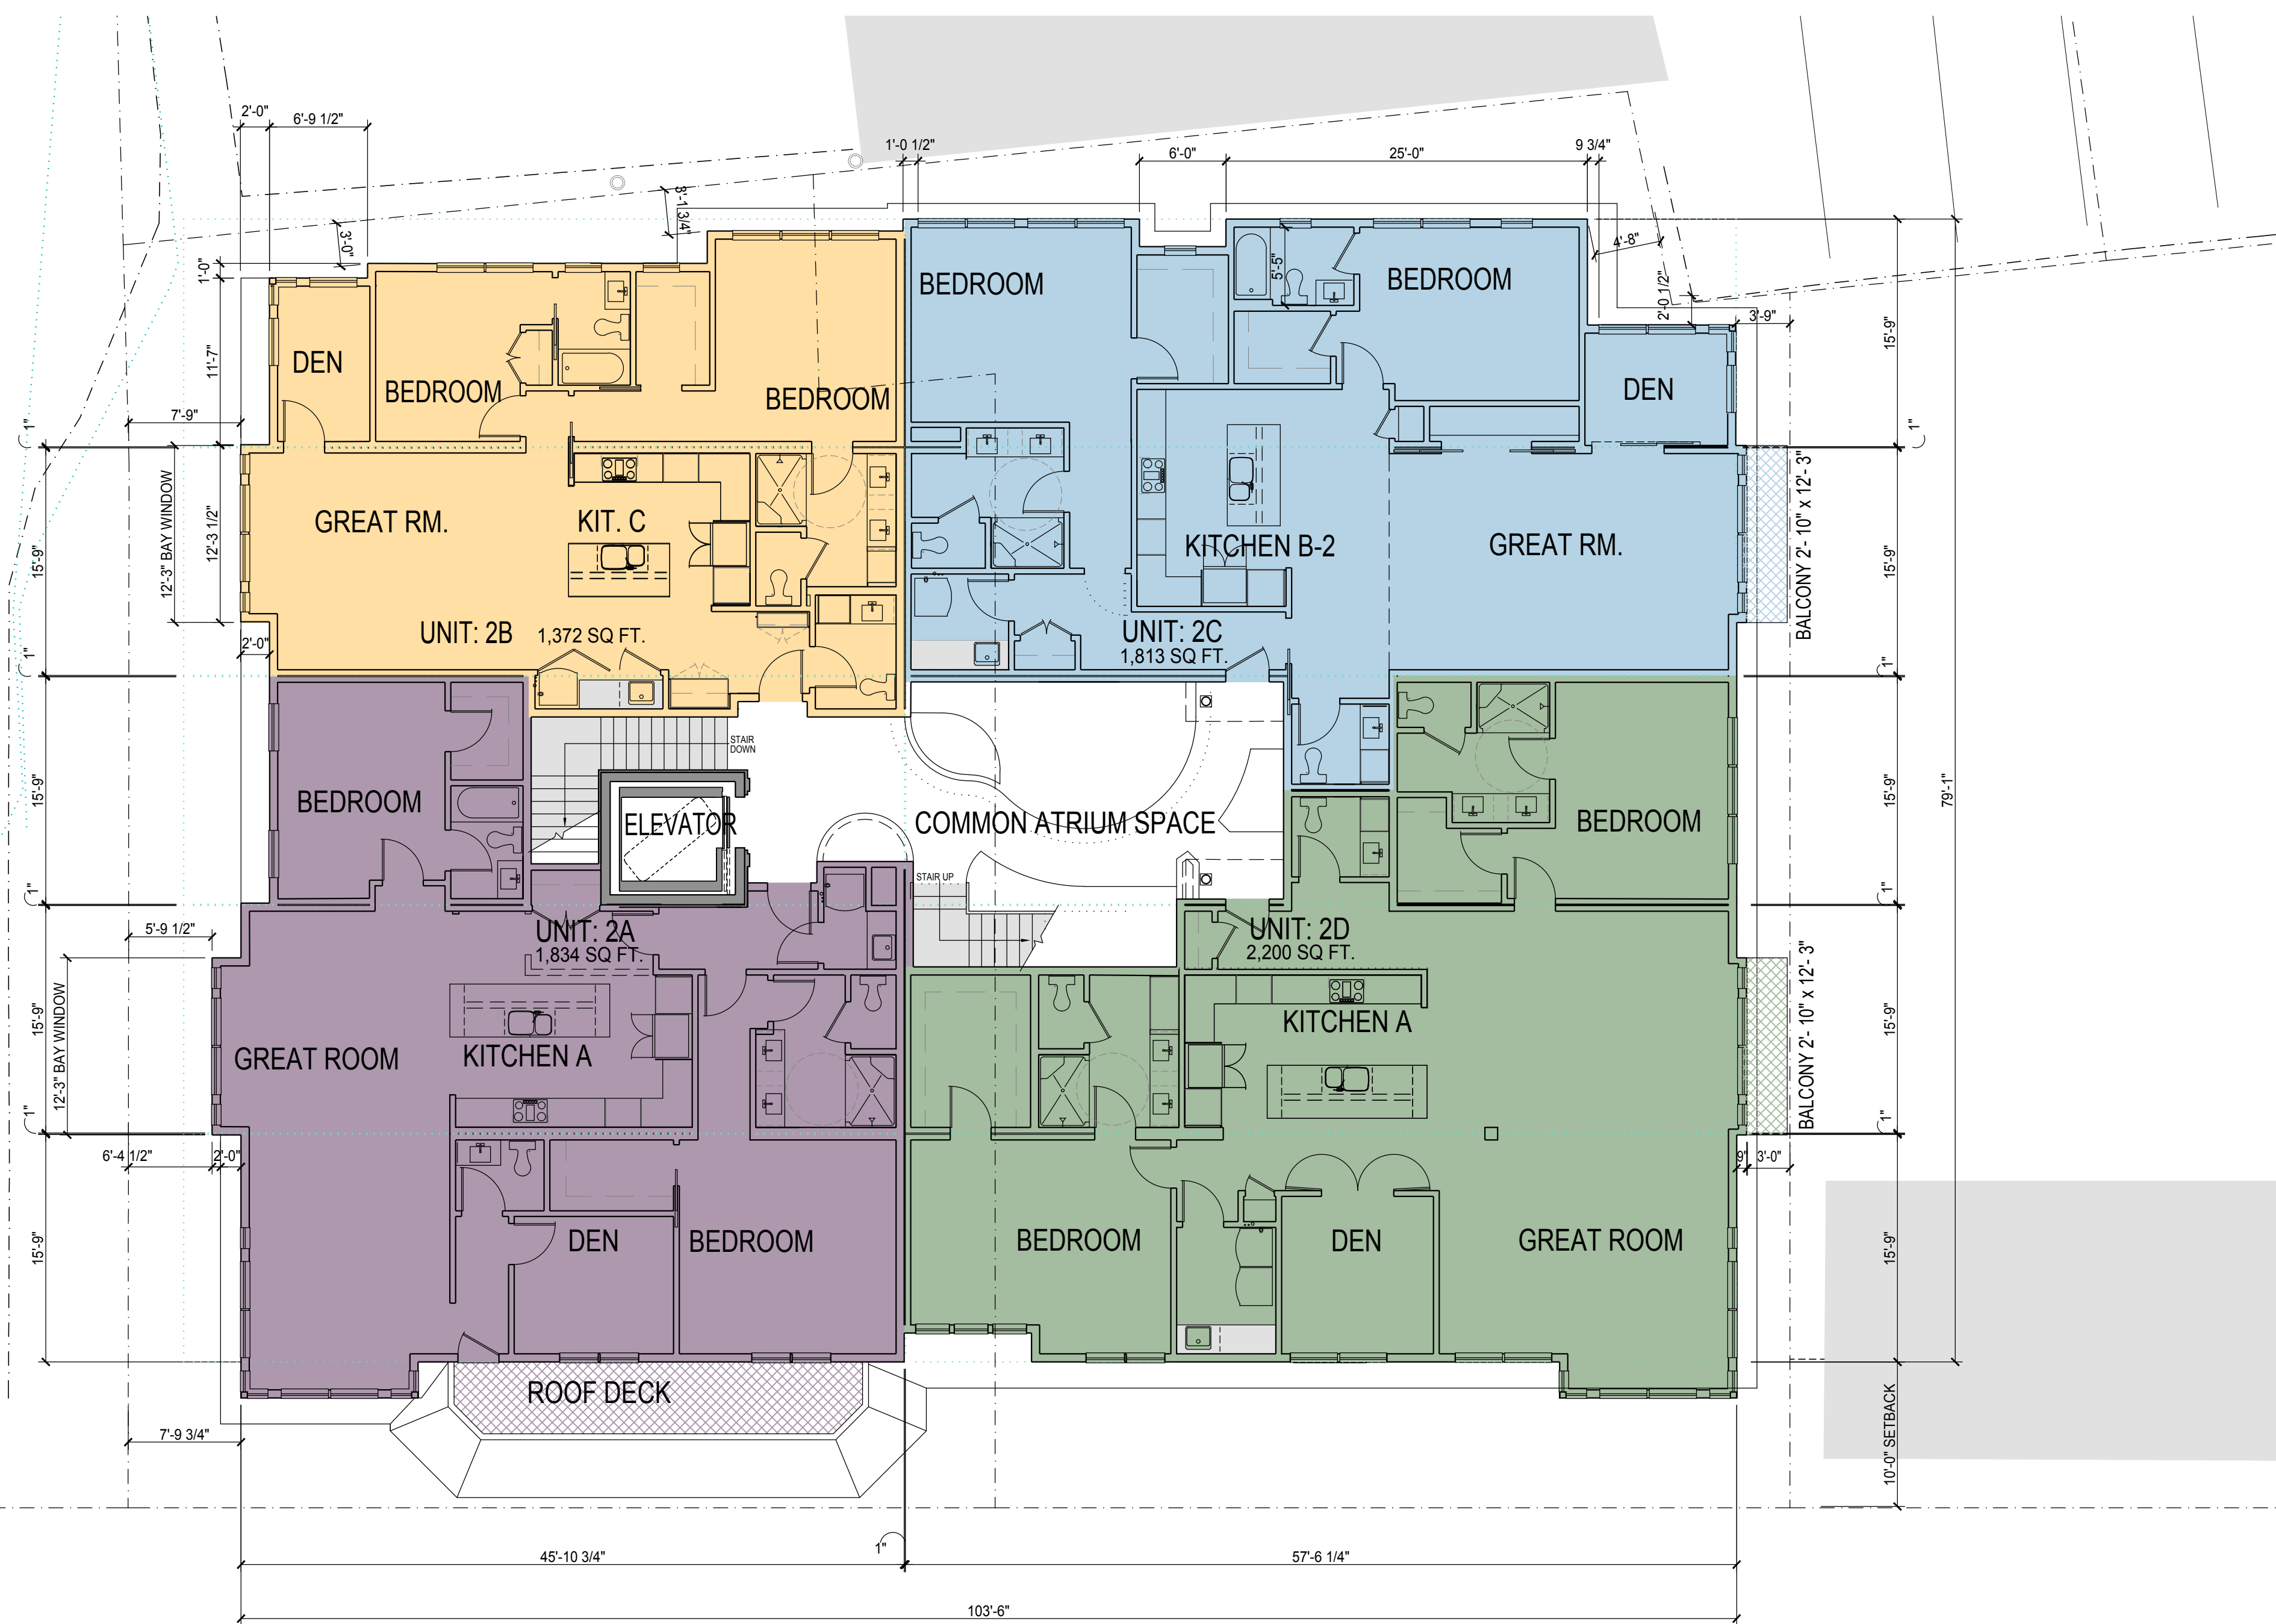 2'-0"
6'-9 1/2"
1'-0 1/2"
6'-0"
25'-0"
9 3/4"
3'-1 3/4"
3'-0"
4'-8"
5'-5"
2'-0 1/2"
3'-9"
1'-0"
11'-7"
15'-9"
BEDROOM
BEDROOM
DEN
BEDROOM
BEDROOM
DEN
7'-9"
1"
1"
12'-3" BAY WINDOW
12'-3 1/2"
15'-9"
GREAT RM.
KIT. C
KITCHEN B-2
GREAT RM.
BALCONY 2'- 10" x 12'- 3"
15'-9"
UNIT: 2B
1,372 SQ FT.
UNIT: 2C
1,813 SQ FT.
2'-0"
1"
1"
STAIR
DOWN
15'-9"
BEDROOM
ELEVATOR
COMMON ATRIUM SPACE
BEDROOM
15'-9"
79'-1"
STAIR UP
1"
1"
5'-9 1/2"
UNIT: 2A
1,834 SQ FT.
UNIT: 2D
2,200 SQ FT.
BALCONY 2'- 10" x 12'- 3"
15'-9"
12'-3" BAY WINDOW
GREAT ROOM
KITCHEN A
KITCHEN A
15'-9"
1"
1"
6'-4 1/2"
2'-0"
9"
3'-0"
15'-9"
DEN
BEDROOM
BEDROOM
DEN
GREAT ROOM
15'-9"
ROOF DECK
7'-9 3/4"
10'-0" SETBACK
45'-10 3/4"
1"
57'-6 1/4"
103'-6"